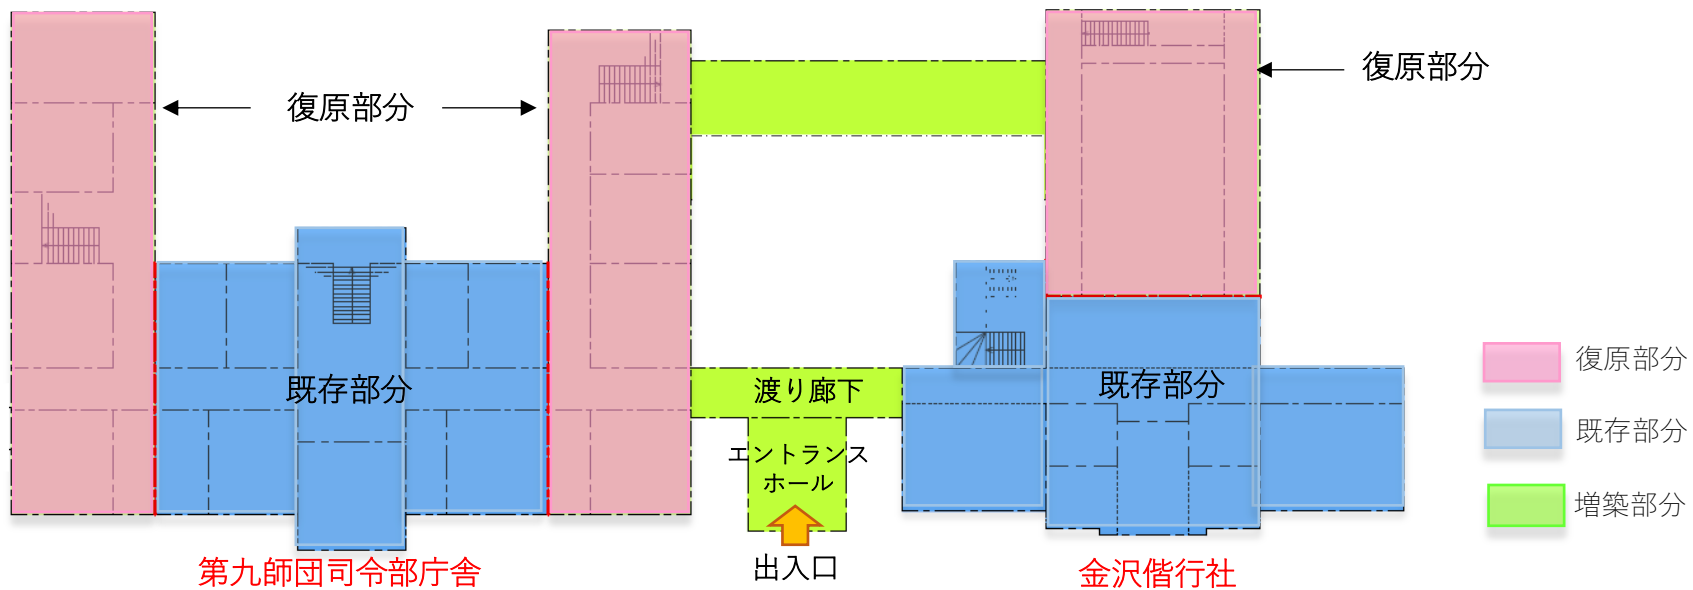 復原部分
復原部分
既存部分
既存部分
渡り廊下
エントランス
ホール
出入口
第九師団司令部庁舎
金沢偕行社
復原部分
既存部分
増築部分